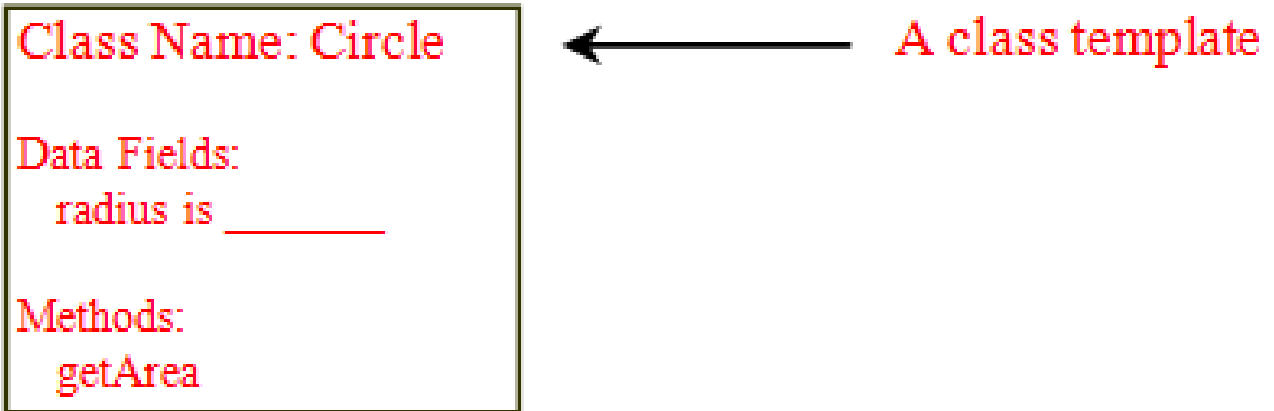 Class Name: Circle
A class template
Data Fields:
radius is _______
Methods:
getArea